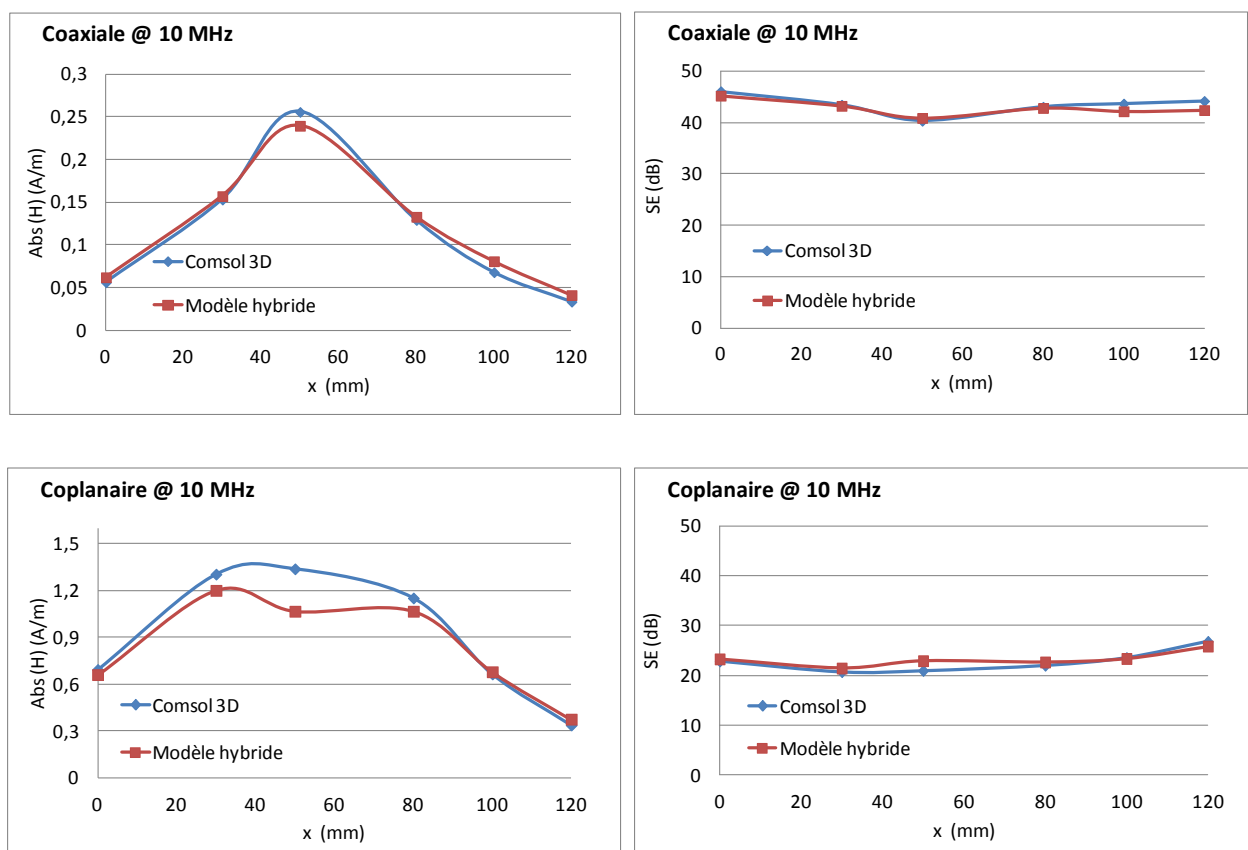 Coaxiale @ 10 MHz
0,3
0,25
0,2
0,15
0,1
0,05
0
Abs (H) (A/m)
Comsol 3D
Modèle hybride
0 20 40 60 80 100 120
x (mm)
Coaxiale @ 10 MHz
50
40
30
20
10
0
SE (dB)
Comsol 3D
Modèle hybride
0 20 40 60 80 100 120
x (mm)
Coplanaire @ 10 MHz
1,5
1,2
0,9
0,6
0,3
0
Abs (H) (A/m)
Comsol 3D
Modèle hybride
0 20 40 60 80 100 120
x (mm)
Coplanaire @ 10 MHz
50
40
30
20
10
0
SE (dB)
Comsol 3D
Modèle hybride
0 20 40 60 80 100 120
x (mm)